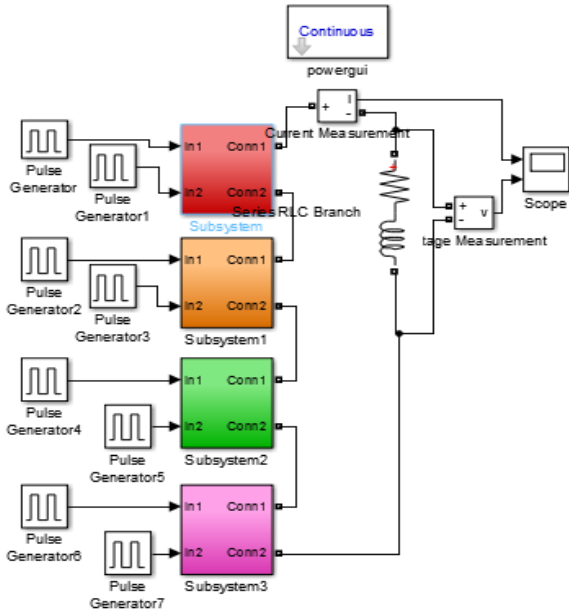 Continuous
powergui
+
i
-
Current Measurement
In1
Conn1
In2
Conn2
Subsystem
Pulse
Generator
Pulse
Generator1
Series RLC Branch
+
-
v
tage Measurement
Scope
In1
Conn1
In2
Conn2
Subsystem1
Pulse
Generator2
Pulse
Generator3
In1
Conn1
In2
Conn2
Subsystem2
Pulse
Generator4
Pulse
Generator5
In1
Conn1
In2
Conn2
Subsystem3
Pulse
Generator6
Pulse
Generator7